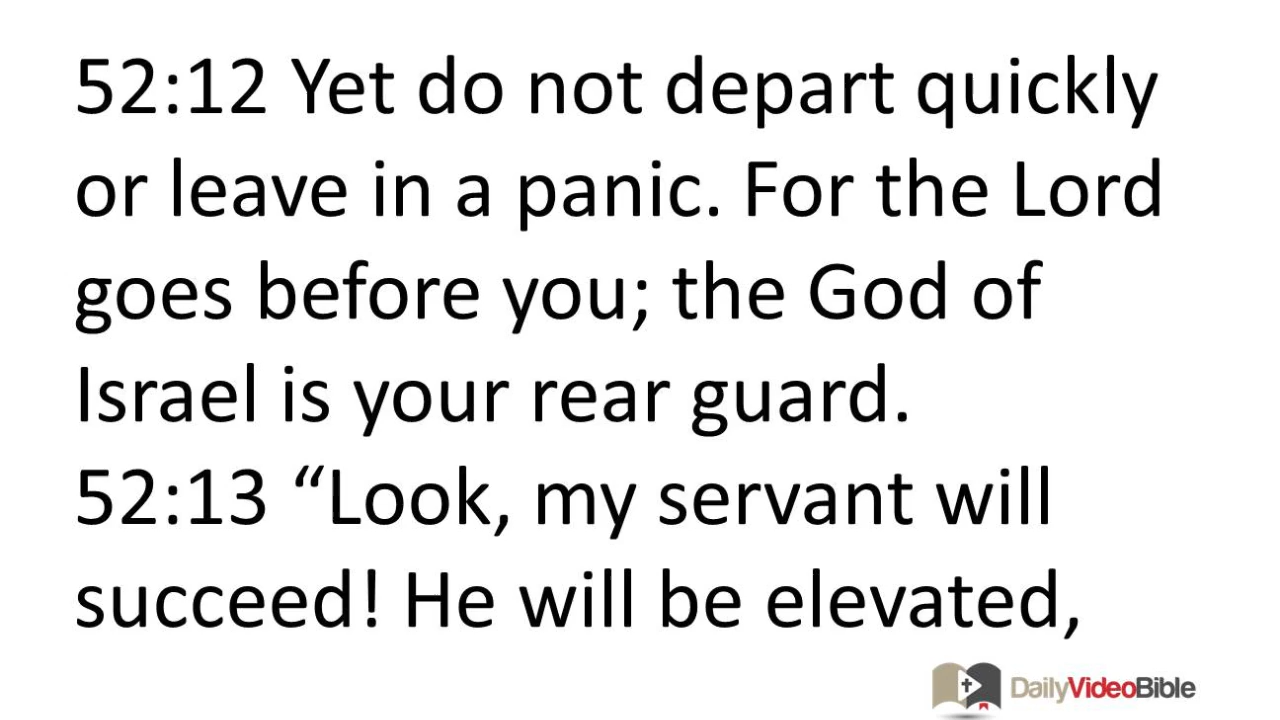 52:12 Yet do not depart quickly
or leave in a panic. For the Lord
goes before you; the God of
Israel is your rear guard.
52:13 “Look, my servant will
succeed! He will be elevated,
DailyVideoBible